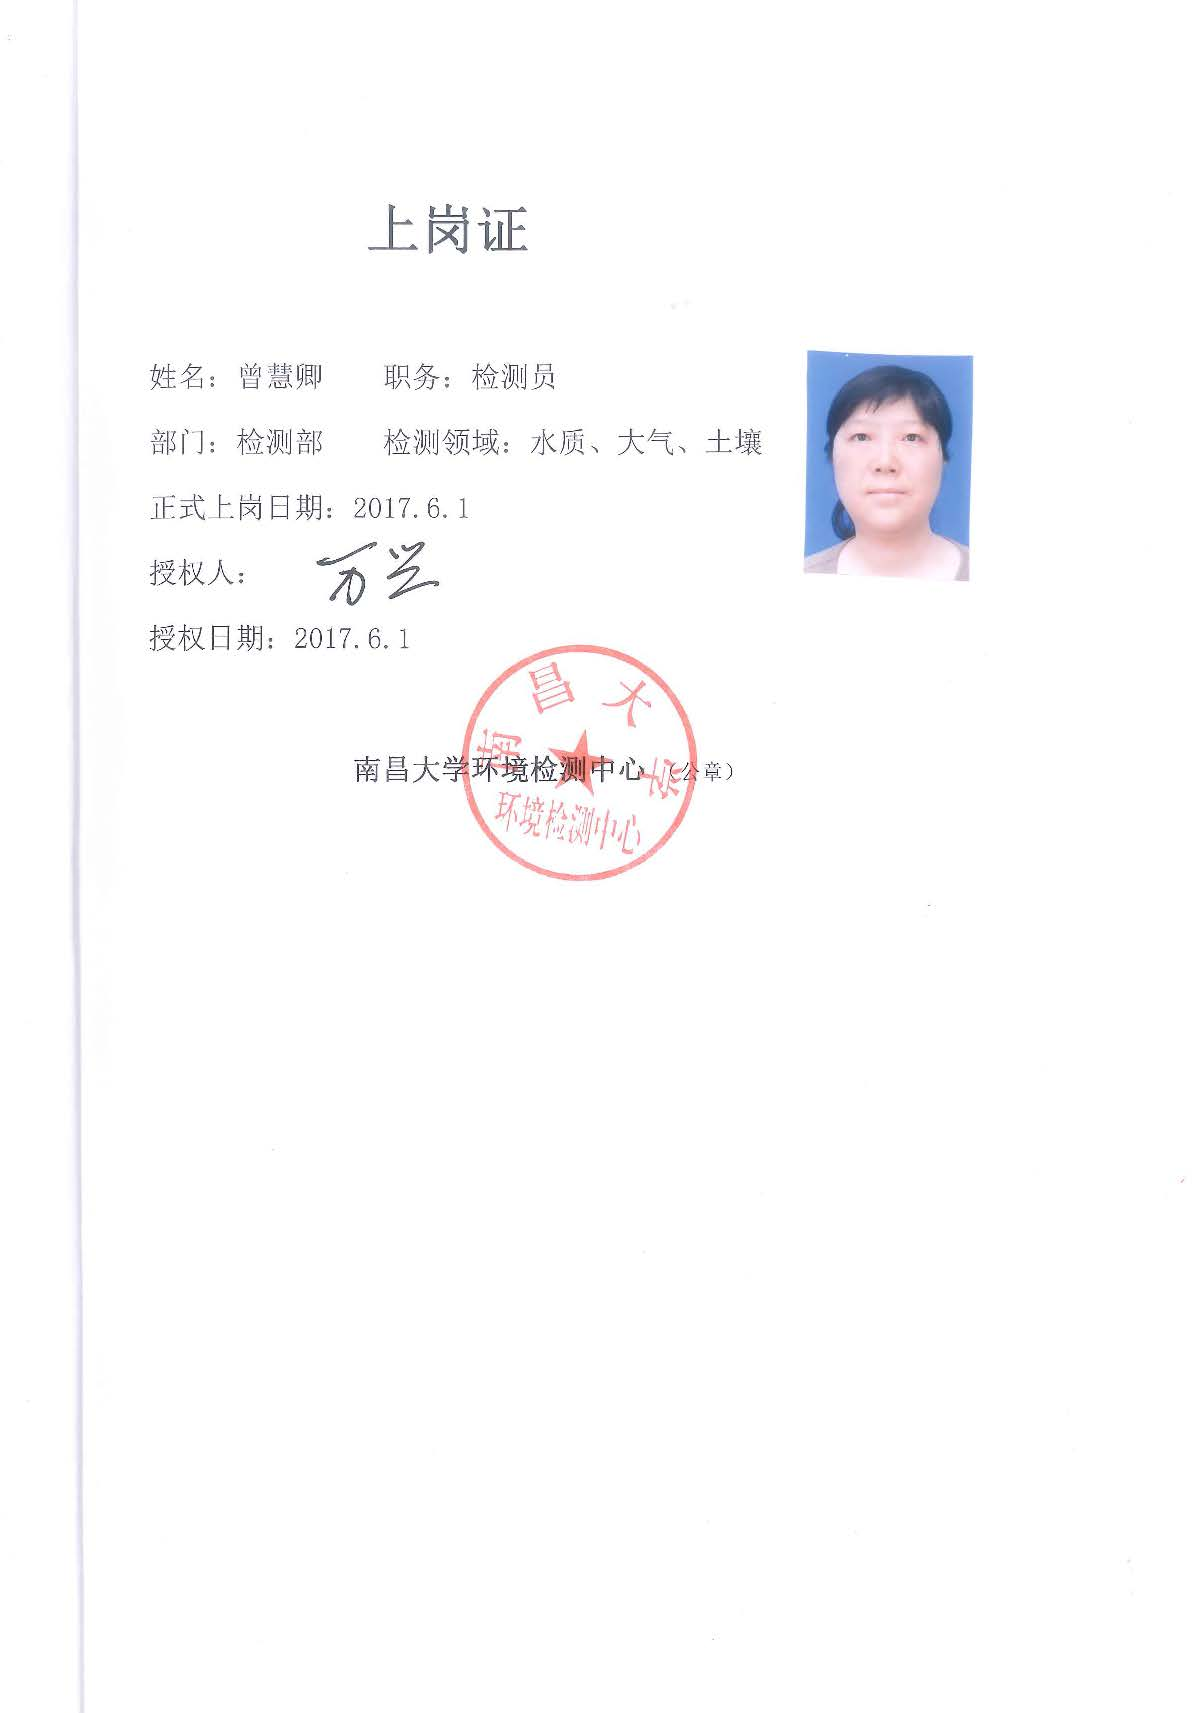 上岗证
姓名：曾慧卿 职务：检测员
部门：检测部 检测领域：水质、大气、土壤
正式上岗日期：2017.6.1
授权人：
授权日期：2017.6.1
南昌大学环境检测中心（公章）
南昌大学
环境检测中心